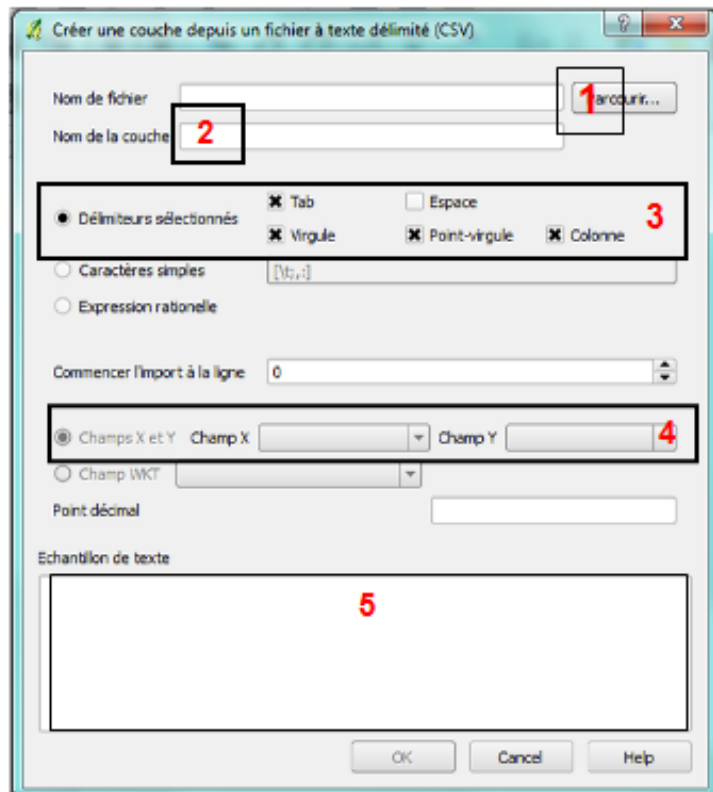 Créer une couche depuis un fichier à texte délimité (CSV)
Nom de fichier 1 Parcourir...
Nom de la couche 2
Délimiteurs sélectionnés Tab Espace 3
Virgule Point-virgule Colonne
Caractères simples [\t;,:]
Expression rationelle
Commencer l'import à la ligne 0
Champs X et Y Champ X Champ Y 4
Champ WKT
Point décimal
Echantillon de texte
5
OK Cancel Help